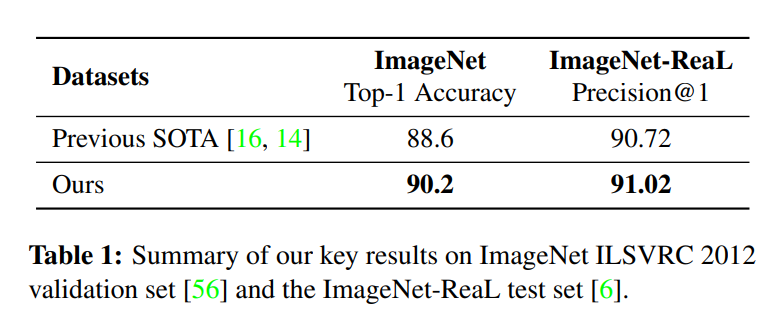 Datasets ImageNet ImageNet-ReaL
Top-1 Accuracy Precision@1
Previous SOTA [16, 14] 88.6 90.72
Ours 90.2 91.02
Table 1: Summary of our key results on ImageNet ILSVRC 2012
validation set [56] and the ImageNet-ReaL test set [6].